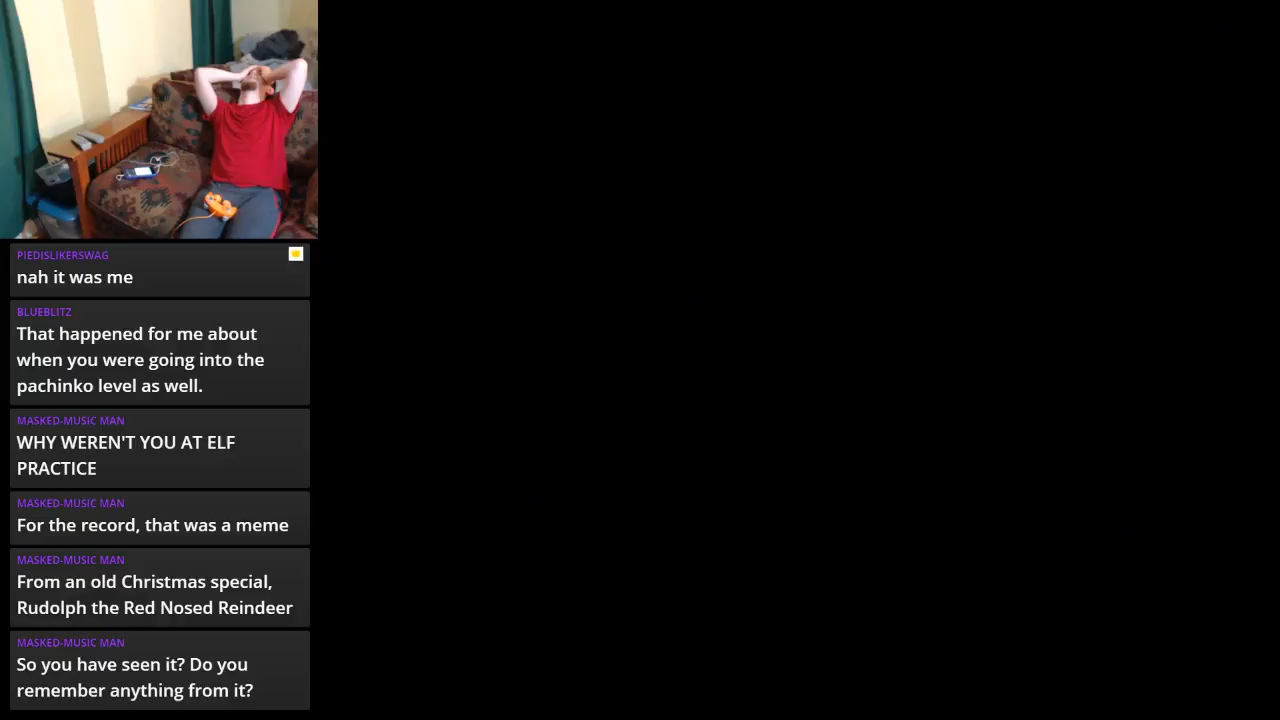 PIEDISLIKERSWAG
nah it was me
BLUEBLITZ
That happened for me about
when you were going into the
pachinko level as well.
MASKED-MUSIC MAN
WHY WEREN'T YOU AT ELF
PRACTICE
MASKED-MUSIC MAN
For the record, that was a meme
MASKED-MUSIC MAN
From an old Christmas special,
Rudolph the Red Nosed Reindeer
MASKED-MUSIC MAN
So you have seen it? Do you
remember anything from it?